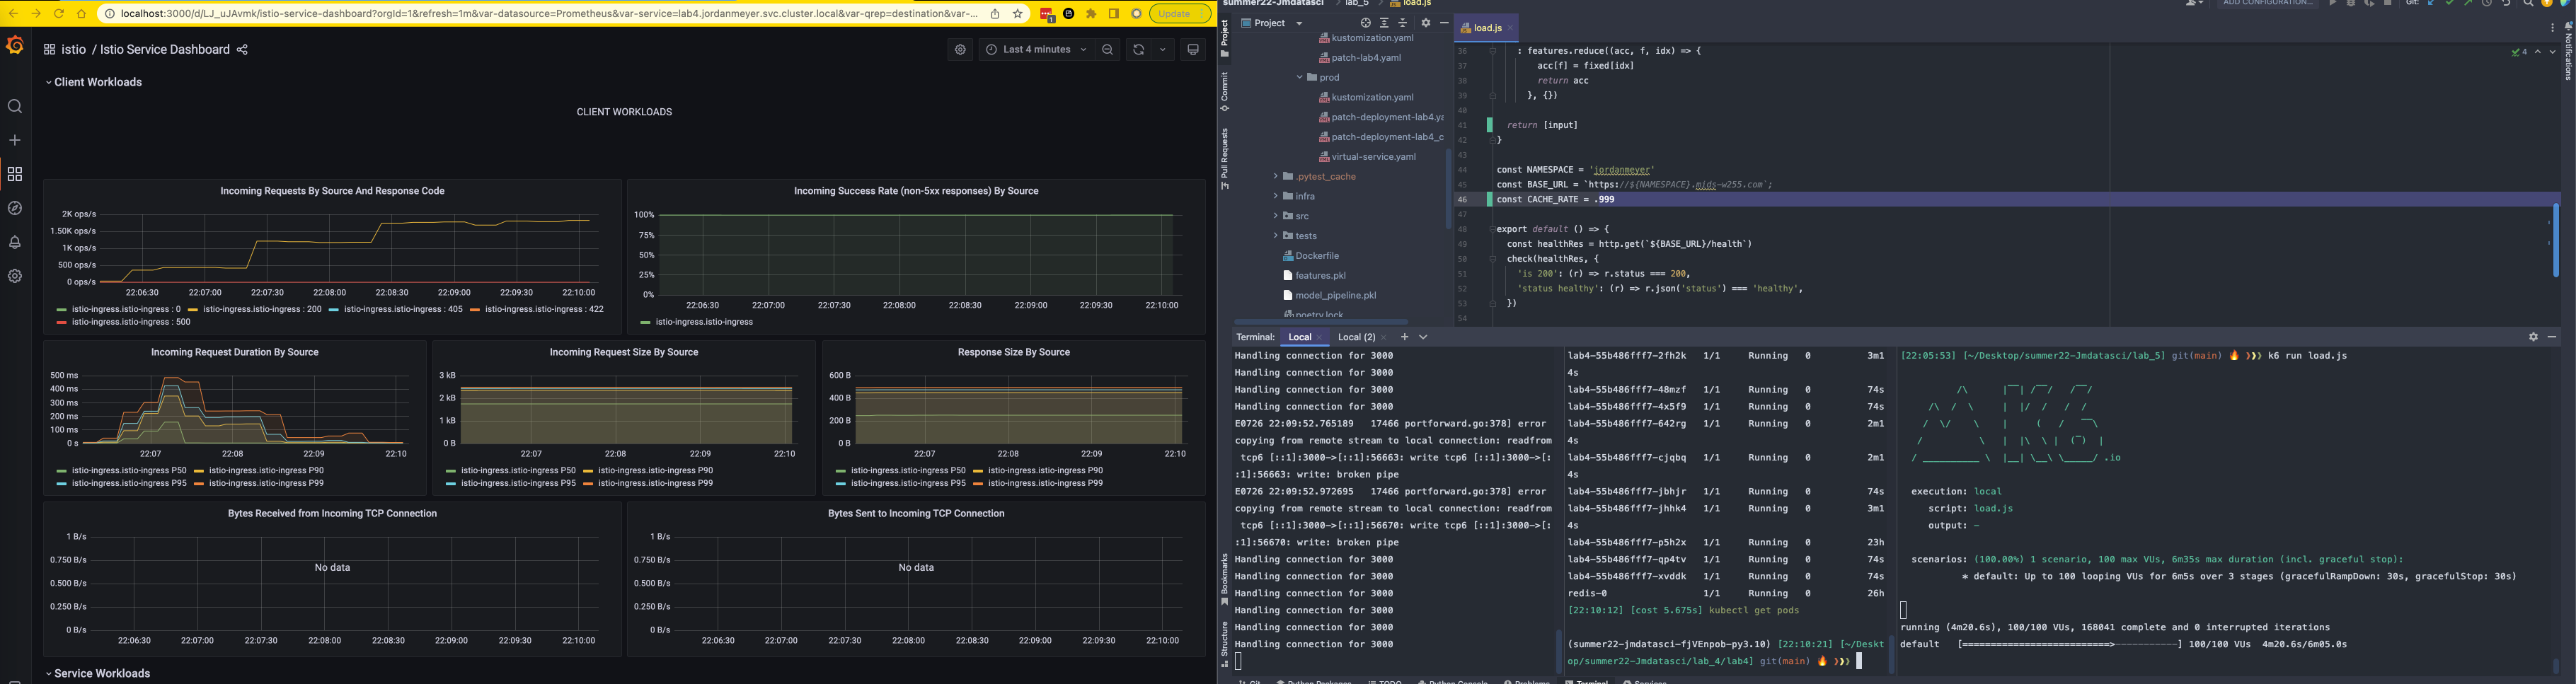 localhost:3000/d/LJ_uJAvmk/istio-service-dashboard?orgId=1&refresh=1m&var-datasource=Prometheus&var-service=lab4.jordanmeyer.svc.cluster.local&var-qrep=destination&var-...
Update
istio / Istio Service Dashboard
Last 4 minutes
Client Workloads
CLIENT WORKLOADS
Incoming Requests By Source And Response Code
2K ops/s
1.50K ops/s
1K ops/s
500 ops/s
0 ops/s
22:06:30 22:07:00 22:07:30 22:08:00 22:08:30 22:09:00 22:09:30 22:10:00
istio-ingress.istio-ingress : 0 istio-ingress.istio-ingress : 200 istio-ingress.istio-ingress : 405 istio-ingress.istio-ingress : 422
istio-ingress.istio-ingress : 500
Incoming Success Rate (non-5xx responses) By Source
100%
75%
50%
25%
0%
22:06:30 22:07:00 22:07:30 22:08:00 22:08:30 22:09:00 22:09:30 22:10:00
istio-ingress.istio-ingress
Incoming Request Duration By Source
500 ms
400 ms
300 ms
200 ms
100 ms
0 s
22:07 22:08 22:09 22:10
istio-ingress.istio-ingress P50 istio-ingress.istio-ingress P90
istio-ingress.istio-ingress P95 istio-ingress.istio-ingress P99
Incoming Request Size By Source
3 kB
2 kB
1 kB
0 B
22:07 22:08 22:09 22:10
istio-ingress.istio-ingress P50 istio-ingress.istio-ingress P90
istio-ingress.istio-ingress P95 istio-ingress.istio-ingress P99
Response Size By Source
600 B
400 B
200 B
0 B
22:07 22:08 22:09 22:10
istio-ingress.istio-ingress P50 istio-ingress.istio-ingress P90
istio-ingress.istio-ingress P95 istio-ingress.istio-ingress P99
Bytes Received from Incoming TCP Connection
1 B/s
0.750 B/s
0.500 B/s
0.250 B/s
0 B/s
No data
22:06:30 22:07:00 22:07:30 22:08:00 22:08:30 22:09:00 22:09:30 22:10:00
Bytes Sent to Incoming TCP Connection
1 B/s
0.750 B/s
0.500 B/s
0.250 B/s
0 B/s
No data
22:06:30 22:07:00 22:07:30 22:08:00 22:08:30 22:09:00 22:09:30 22:10:00
Service Workloads
summer22-Jmdatasci lab_5 load.js
ADD CONFIGURATION... Git:
Project
Commit
Pull Requests
Bookmarks
Structure
Notifications
Project
kustomization.yaml
patch-lab4.yaml
prod
kustomization.yaml
patch-deployment-lab4.ya
patch-deployment-lab4_c
virtual-service.yaml
.pytest_cache
infra
src
tests
Dockerfile
features.pkl
model_pipeline.pkl
poetry.lock
load.js
4
36 : features.reduce((acc, f, idx) => {
37 acc[f] = fixed[idx]
38 return acc
39 }, {})
40
41 return [input]
42 }
43
44 const NAMESPACE = 'jordanmeyer'
45 const BASE_URL = `https://${NAMESPACE}.mids-w255.com`;
46 const CACHE_RATE = .999
47
48 export default () => {
49 const healthRes = http.get(`${BASE_URL}/health`)
50 check(healthRes, {
51 'is 200': (r) => r.status === 200,
52 'status healthy': (r) => r.json('status') === 'healthy',
53 })
54
Terminal: Local Local (2)
Handling connection for 3000
Handling connection for 3000
Handling connection for 3000
Handling connection for 3000
E0726 22:09:52.765189 17466 portforward.go:378] error
copying from remote stream to local connection: readfrom
tcp6 [::1]:3000->[::1]:56663: write tcp6 [::1]:3000->[:
:1]:56663: write: broken pipe
E0726 22:09:52.972695 17466 portforward.go:378] error
copying from remote stream to local connection: readfrom
tcp6 [::1]:3000->[::1]:56670: write tcp6 [::1]:3000->[:
:1]:56670: write: broken pipe
Handling connection for 3000
Handling connection for 3000
Handling connection for 3000
Handling connection for 3000
Handling connection for 3000
Handling connection for 3000
lab4-55b486fff7-2fh2k 1/1 Running 0 3m1
4s
lab4-55b486fff7-48mzf 1/1 Running 0 74s
lab4-55b486fff7-4x5f9 1/1 Running 0 74s
lab4-55b486fff7-642rg 1/1 Running 0 2m1
4s
lab4-55b486fff7-cjqbq 1/1 Running 0 2m1
4s
lab4-55b486fff7-jbhjr 1/1 Running 0 74s
lab4-55b486fff7-jhhk4 1/1 Running 0 3m1
4s
lab4-55b486fff7-p5h2x 1/1 Running 0 23h
lab4-55b486fff7-qp4tv 1/1 Running 0 74s
lab4-55b486fff7-xvddk 1/1 Running 0 74s
redis-0 1/1 Running 0 26h
[22:10:12] [cost 5.675s] kubectl get pods
(summer22-jmdatasci-fjVEnpob-py3.10) [22:10:21] [~/Deskt
op/summer22-Jmdatasci/lab_4/lab4] git(main)
[22:05:53] [~/Desktop/summer22-Jmdatasci/lab_5] git(main) k6 run load.js
.io
execution: local
script: load.js
output: -
scenarios: (100.00%) 1 scenario, 100 max VUs, 6m35s max duration (incl. graceful stop):
* default: Up to 100 looping VUs for 6m5s over 3 stages (gracefulRampDown: 30s, gracefulStop: 30s)
running (4m20.6s), 100/100 VUs, 168041 complete and 0 interrupted iterations
default [==========================>-----------] 100/100 VUs 4m20.6s/6m05.0s
Git Python Packages TODO Python Console Problems Terminal Services